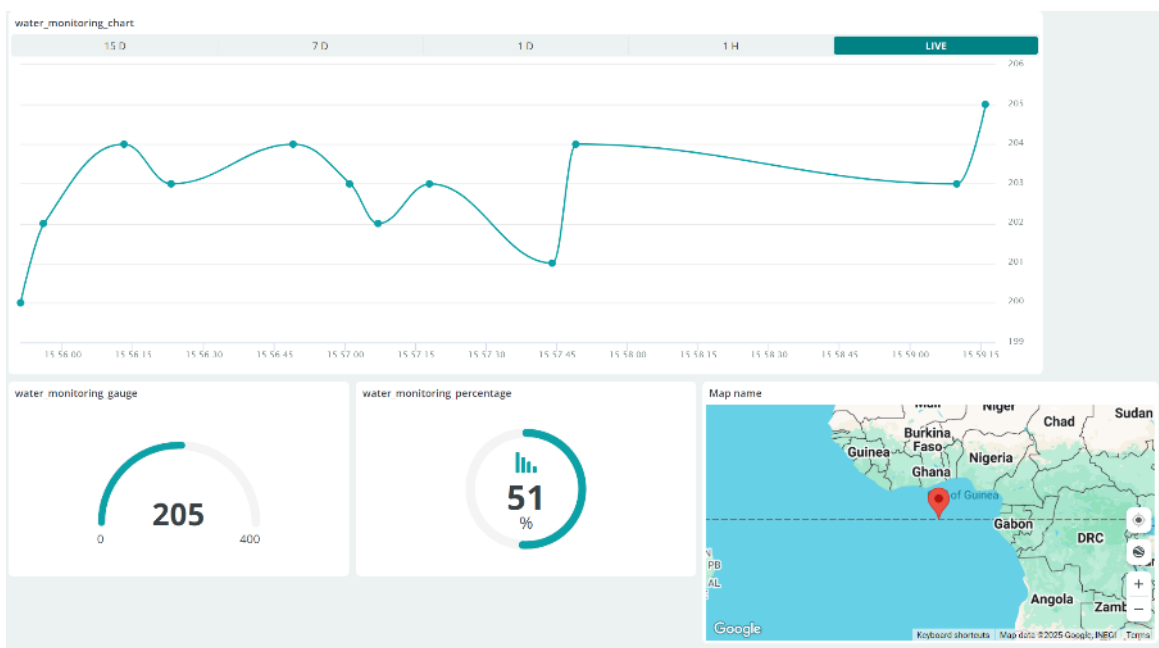 water_monitoring_chart
15 D 7 D 1 D 1 H LIVE
206
205
204
203
202
201
200
199
15 56 00 15 56 15 15 56 30 15 56 45 15 57 00 15 57 15 15 57 30 15 57 45 15 58 00 15 58 15 15 58 30 15 58 45 15 59 00 15 59 15
water monitoring gauge
205
0 400
water monitoring percentage
51
%
Map name
Niger
Chad
Sudan
Burkina
Faso
Guinea
Nigeria
Ghana
of Guinea
Gabon
DRC
PB
AL
Angola
Zamb
+
−
Google
Keyboard shortcuts Map data ©2025 Google, INEGI Terms